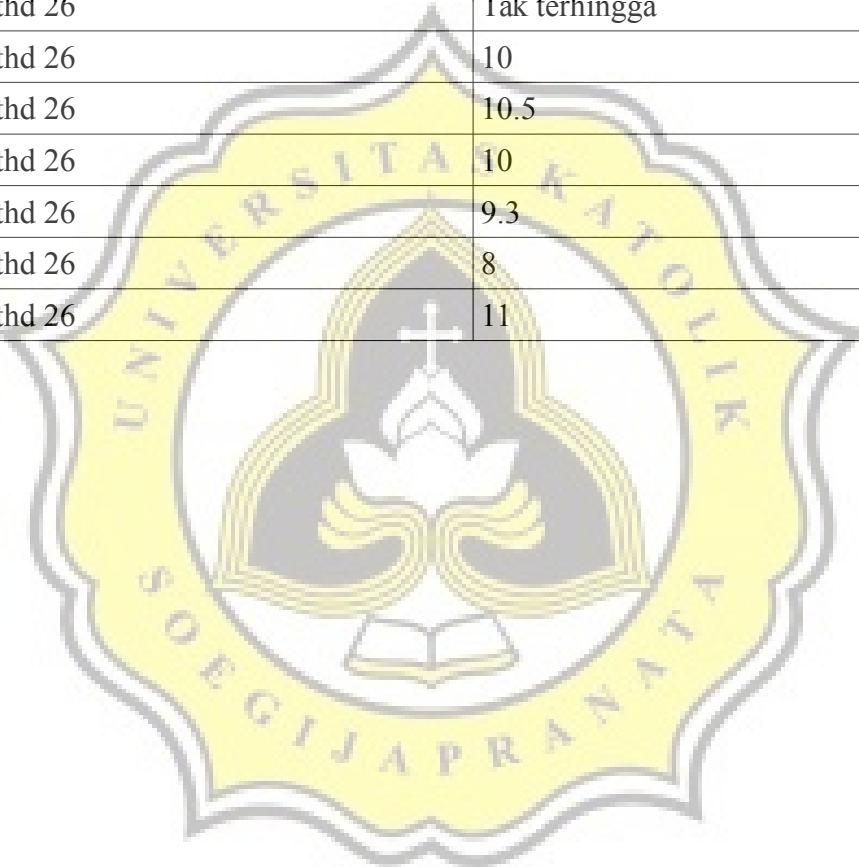 thd 26 Tak terhingga
thd 26 10
thd 26 10.5
thd 26 10
thd 26 9.3
thd 26 8
thd 26 11
UNIVERSITAS KATOLIK
SOEGIJAPRANATA